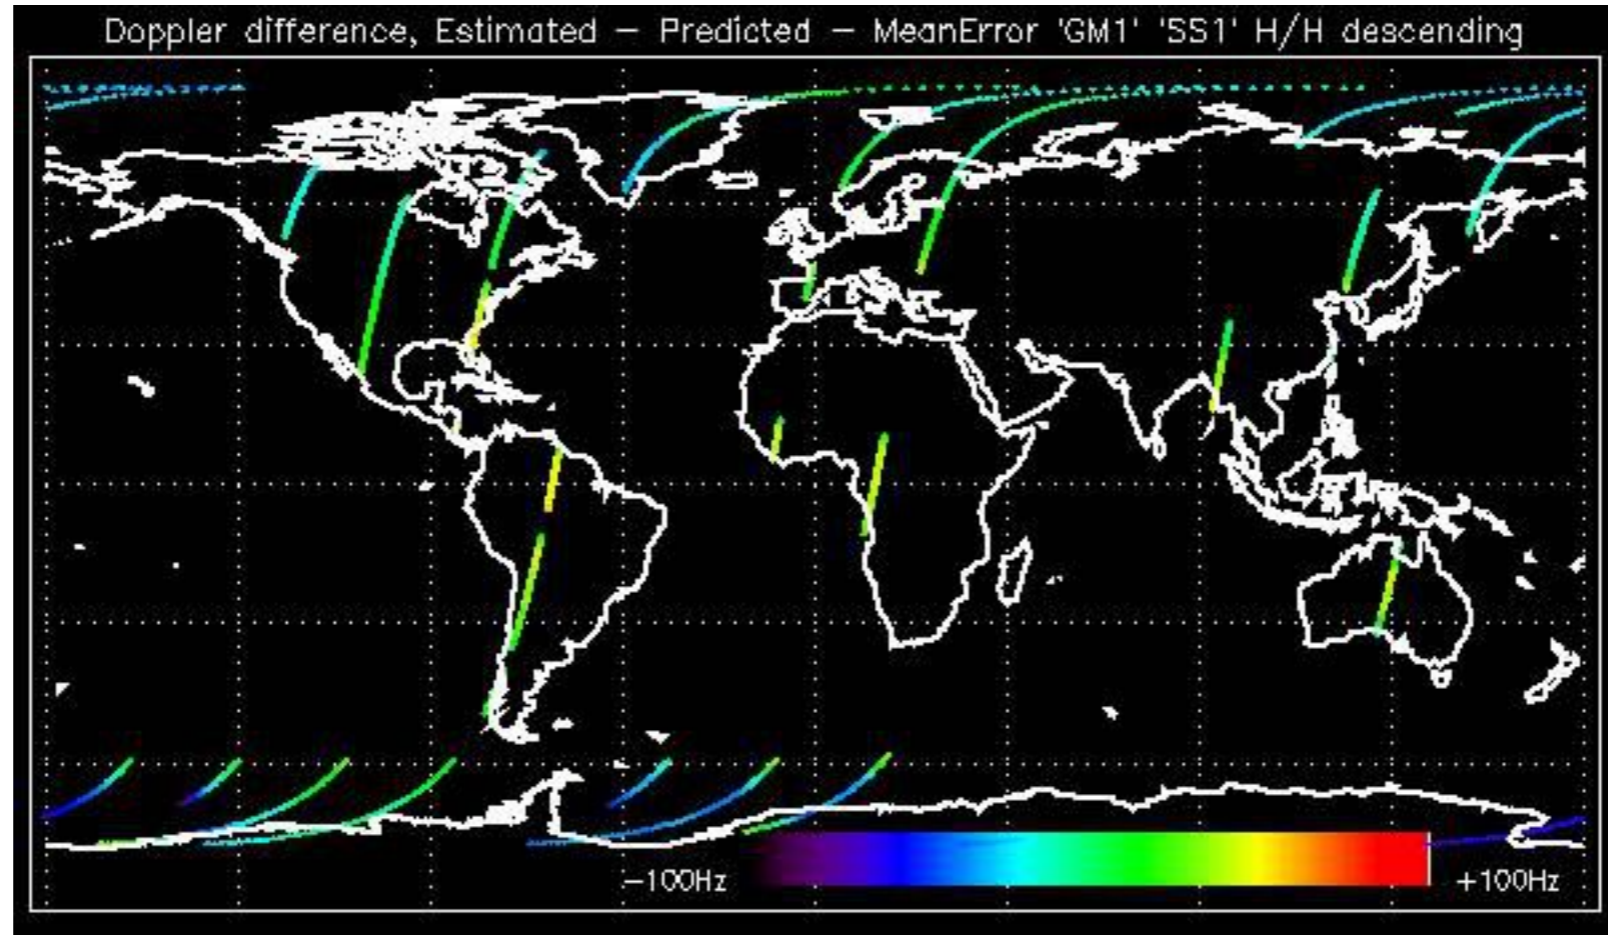 Doppler difference, Estimated – Predicted – MeanError 'GM1' 'SS1' H/H descending
–100Hz +100Hz